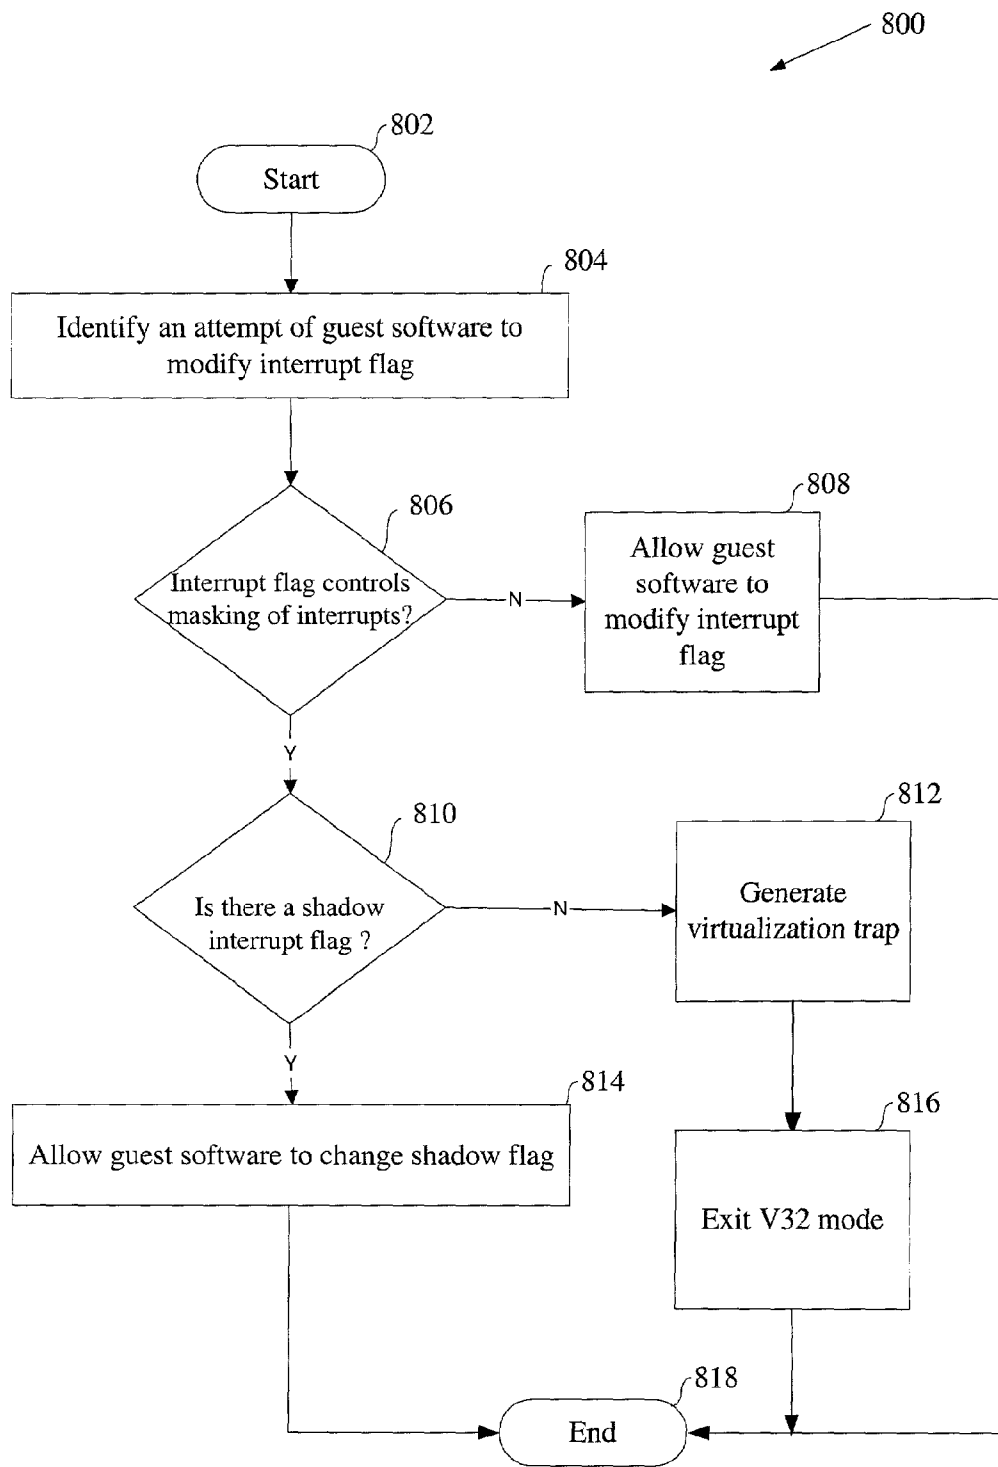 800
802
Start
804
Identify an attempt of guest software to
modify interrupt flag
806
Interrupt flag controls
masking of interrupts?
N
808
Allow guest
software to
modify interrupt
flag
Y
810
Is there a shadow
interrupt flag ?
N
812
Generate
virtualization trap
Y
814
Allow guest software to change shadow flag
816
Exit V32 mode
818
End